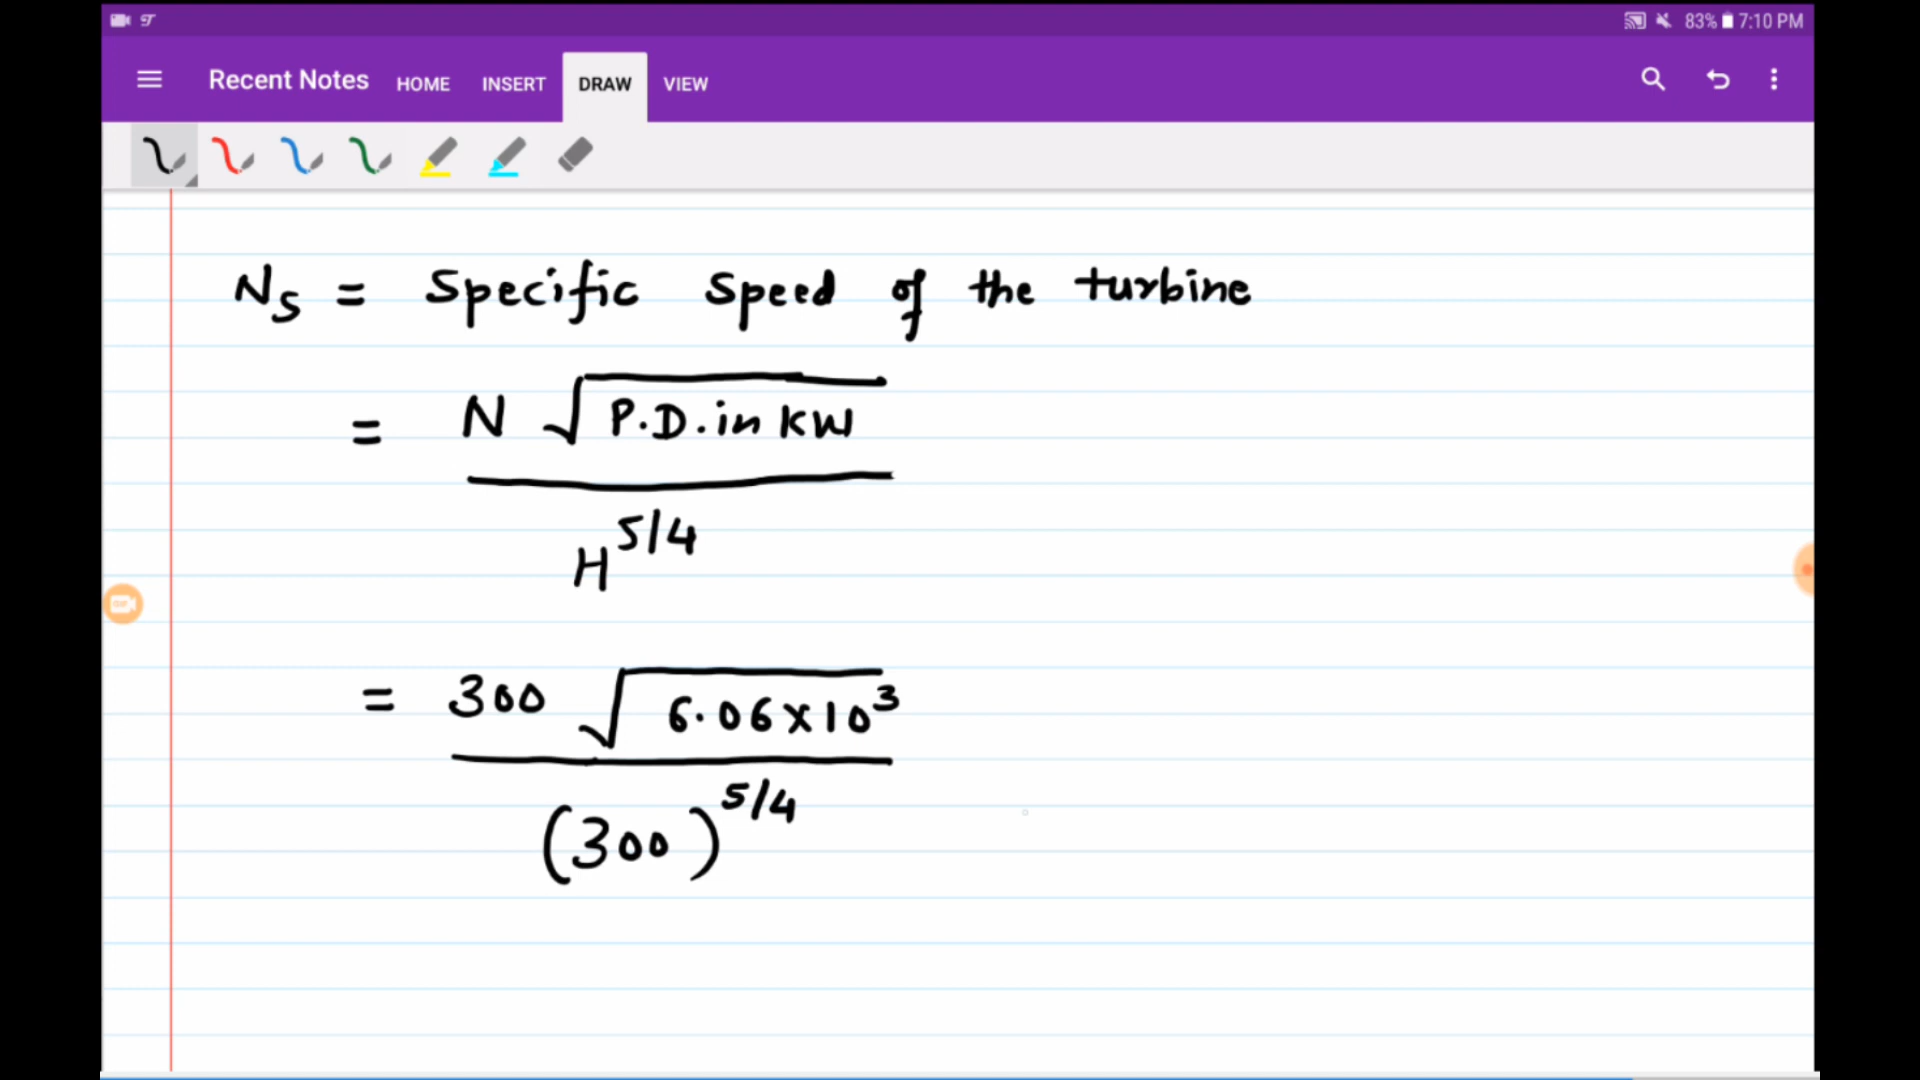 83% 7:10 PM
Recent Notes HOME INSERT DRAW VIEW
Ns = Specific Speed of the turbine
= N √P.D. in kW
H^5/4
= 300 √6.06 x 10^3
(300)^5/4